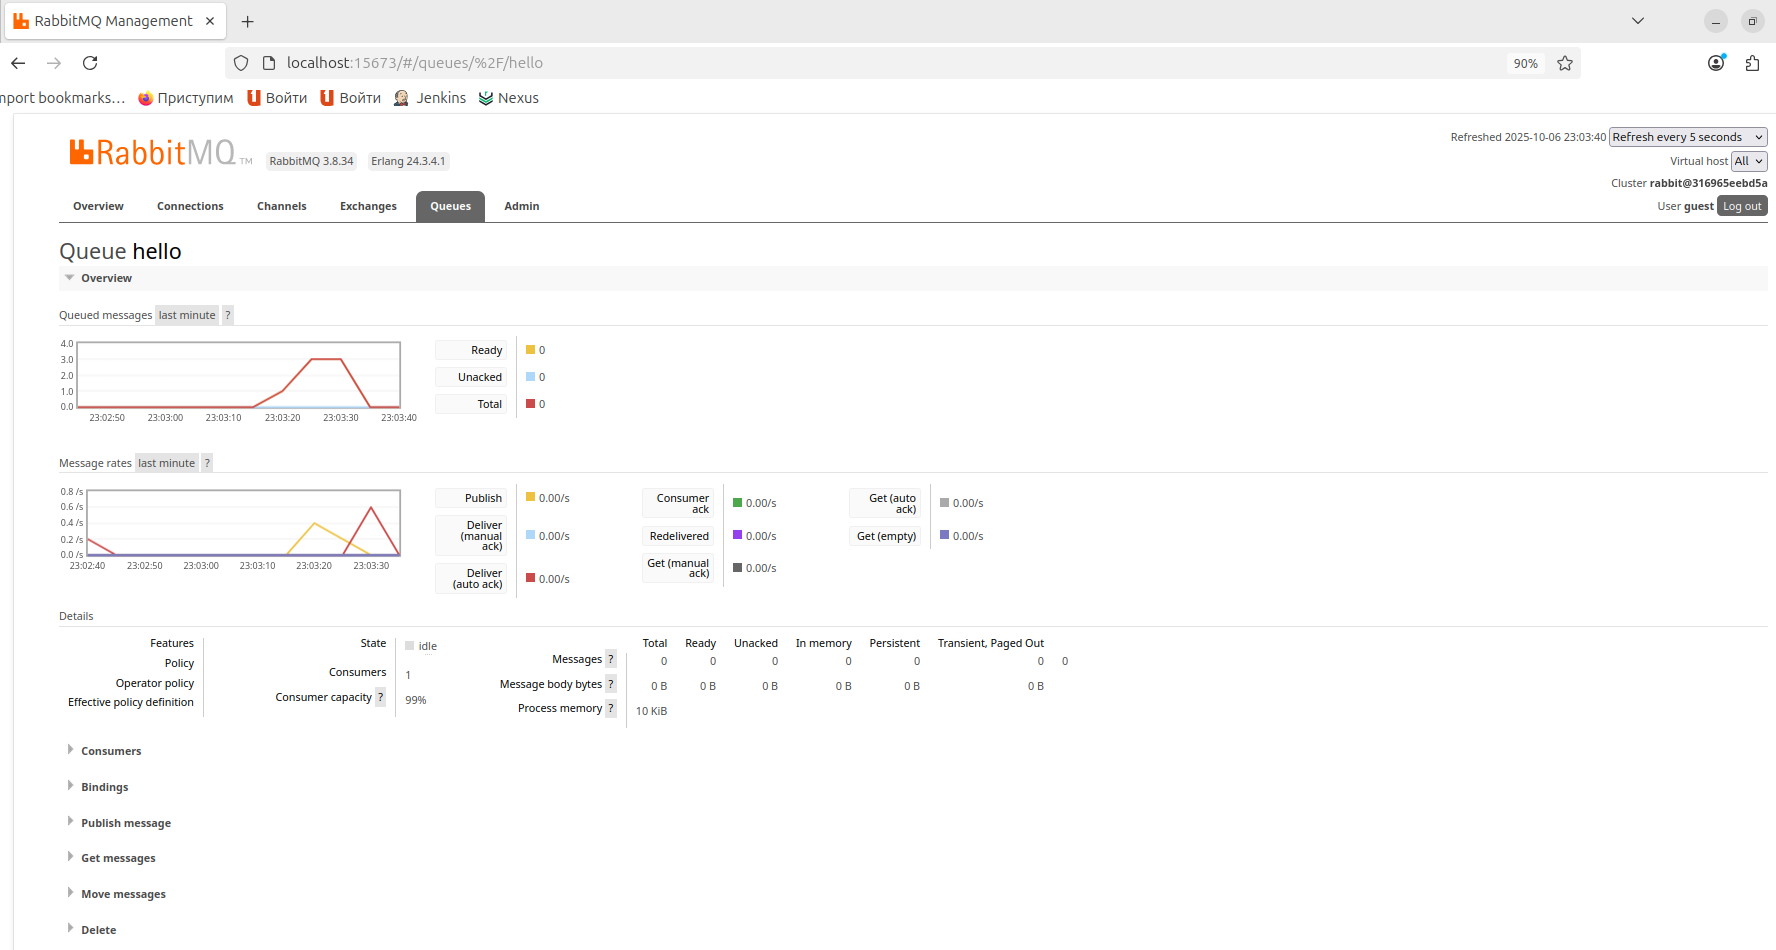 RabbitMQ Management
localhost:15673/#/queues/%2F/hello
90%
mport bookmarks... Приступим Войти Войти Jenkins Nexus
RabbitMQ TM RabbitMQ 3.8.34 Erlang 24.3.4.1
Refreshed 2025-10-06 23:03:40 Refresh every 5 seconds
Virtual host All
Cluster rabbit@316965eebd5a
User guest Log out
Overview Connections Channels Exchanges Queues Admin
Queue hello
Overview
Queued messages last minute ?
4.0
3.0
2.0
1.0
0.0
23:02:50 23:03:00 23:03:10 23:03:20 23:03:30 23:03:40
Ready 0
Unacked 0
Total 0
Message rates last minute ?
0.8 /s
0.6 /s
0.4 /s
0.2 /s
0.0 /s
23:02:40 23:02:50 23:03:00 23:03:10 23:03:20 23:03:30
Publish 0.00/s
Deliver
(manual
ack)
0.00/s
Deliver
(auto ack)
0.00/s
Consumer
ack
0.00/s
Redelivered 0.00/s
Get (manual
ack)
0.00/s
Get (auto
ack)
0.00/s
Get (empty) 0.00/s
Details
Features
Policy
Operator policy
Effective policy definition
State idle
Consumers 1
Consumer capacity ? 99%
Total Ready Unacked In memory Persistent Transient, Paged Out
Messages ? 0 0 0 0 0 0 0
Message body bytes ? 0 B 0 B 0 B 0 B 0 B 0 B
Process memory ? 10 KiB
Consumers
Bindings
Publish message
Get messages
Move messages
Delete